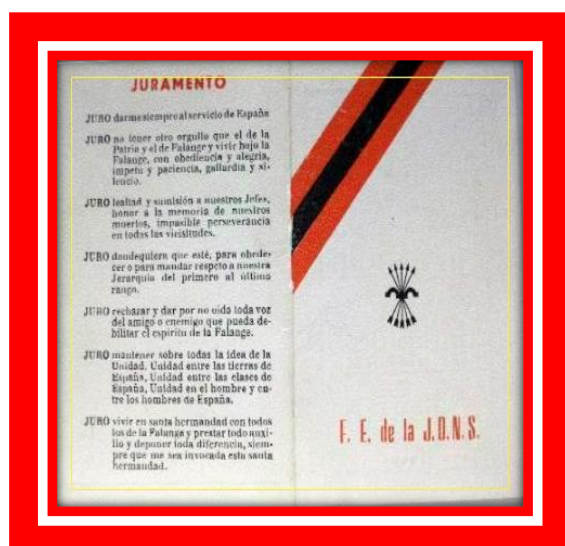 JURAMENTO
JURO darme siempre al servicio de España
JURO no tener otro orgullo que el de la
Patria y el de Falange y vivir bajo la
Falange, con obediencia y alegría,
ímpetu y paciencia, gallardía y si-
lencio.
JURO lealtad y sumisión a nuestros Jefes,
honor a la memoria de nuestros
muertos, impasible perseverancia
en todas las vicisitudes.
JURO dondequiera que esté, para obede-
cer o para mandar respeto a nuestra
Jerarquía del primero al último
rango.
JURO rechazar y dar por no oída toda voz
del amigo o enemigo que pueda de-
bilitar el espíritu de la Falange.
JURO mantener sobre todas la idea de la
Unidad. Unidad entre las tierras de
España, Unidad entre las clases de
España, Unidad en el hombre y en-
tre los hombres de España.
JURO vivir en santa hermandad con todos
los de la Falange y prestar todo auxi-
lio y deponer toda diferencia, siem-
pre que me sea invocada esta santa
hermandad.
F. E. de la J.O.N.S.